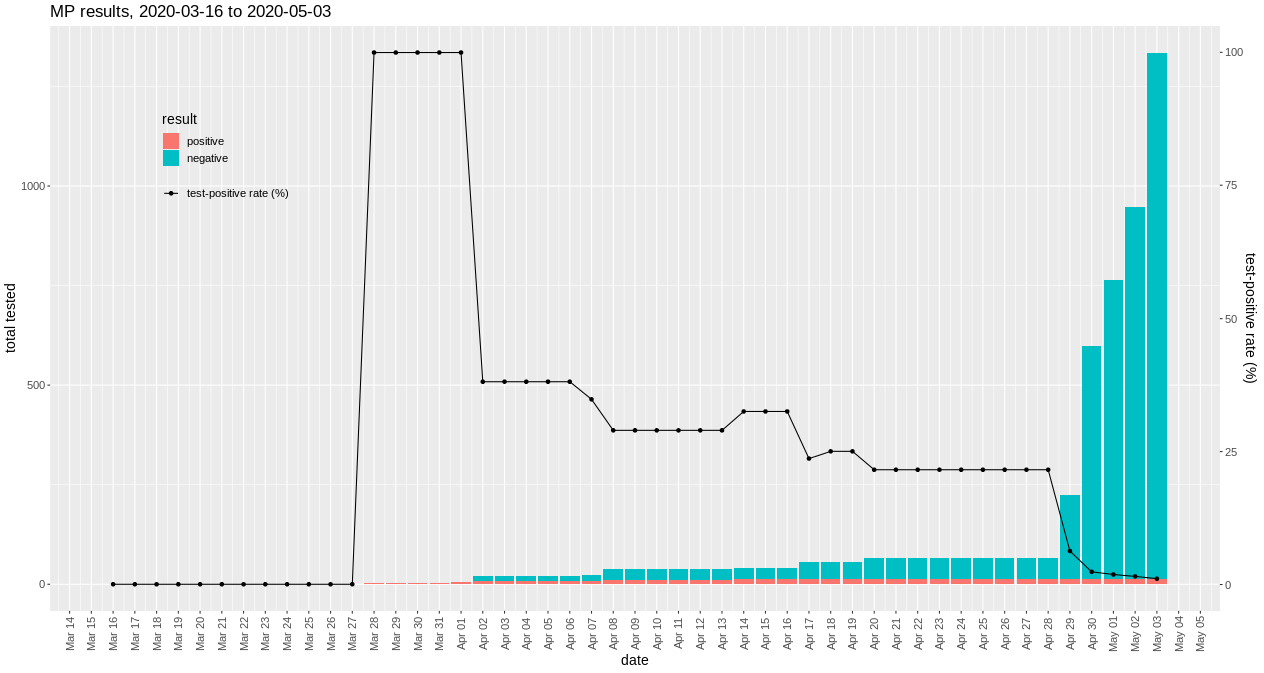 MP results, 2020-03-16 to 2020-05-03
result
positive
negative
test-positive rate (%)
total tested
1000
500
0
100
75
50
25
0
test-positive rate (%)
Mar 14
Mar 15
Mar 16
Mar 17
Mar 18
Mar 19
Mar 20
Mar 21
Mar 22
Mar 23
Mar 24
Mar 25
Mar 26
Mar 27
Mar 28
Mar 29
Mar 30
Mar 31
Apr 01
Apr 02
Apr 03
Apr 04
Apr 05
Apr 06
Apr 07
Apr 08
Apr 09
Apr 10
Apr 11
Apr 12
Apr 13
Apr 14
Apr 15
Apr 16
Apr 17
Apr 18
Apr 19
Apr 20
Apr 21
Apr 22
Apr 23
Apr 24
Apr 25
Apr 26
Apr 27
Apr 28
Apr 29
Apr 30
May 01
May 02
May 03
May 04
May 05
date